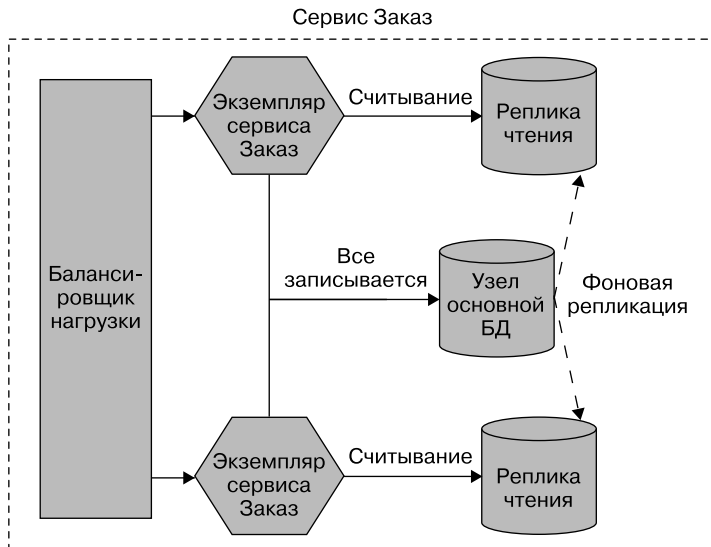 Сервис Заказ
Экземпляр
сервиса
Заказ
Считывание
Реплика
чтения
Баланси-
ровщик
нагрузки
Все
записывается
Узел
основной
БД
Фоновая
репликация
Экземпляр
сервиса
Заказ
Считывание
Реплика
чтения